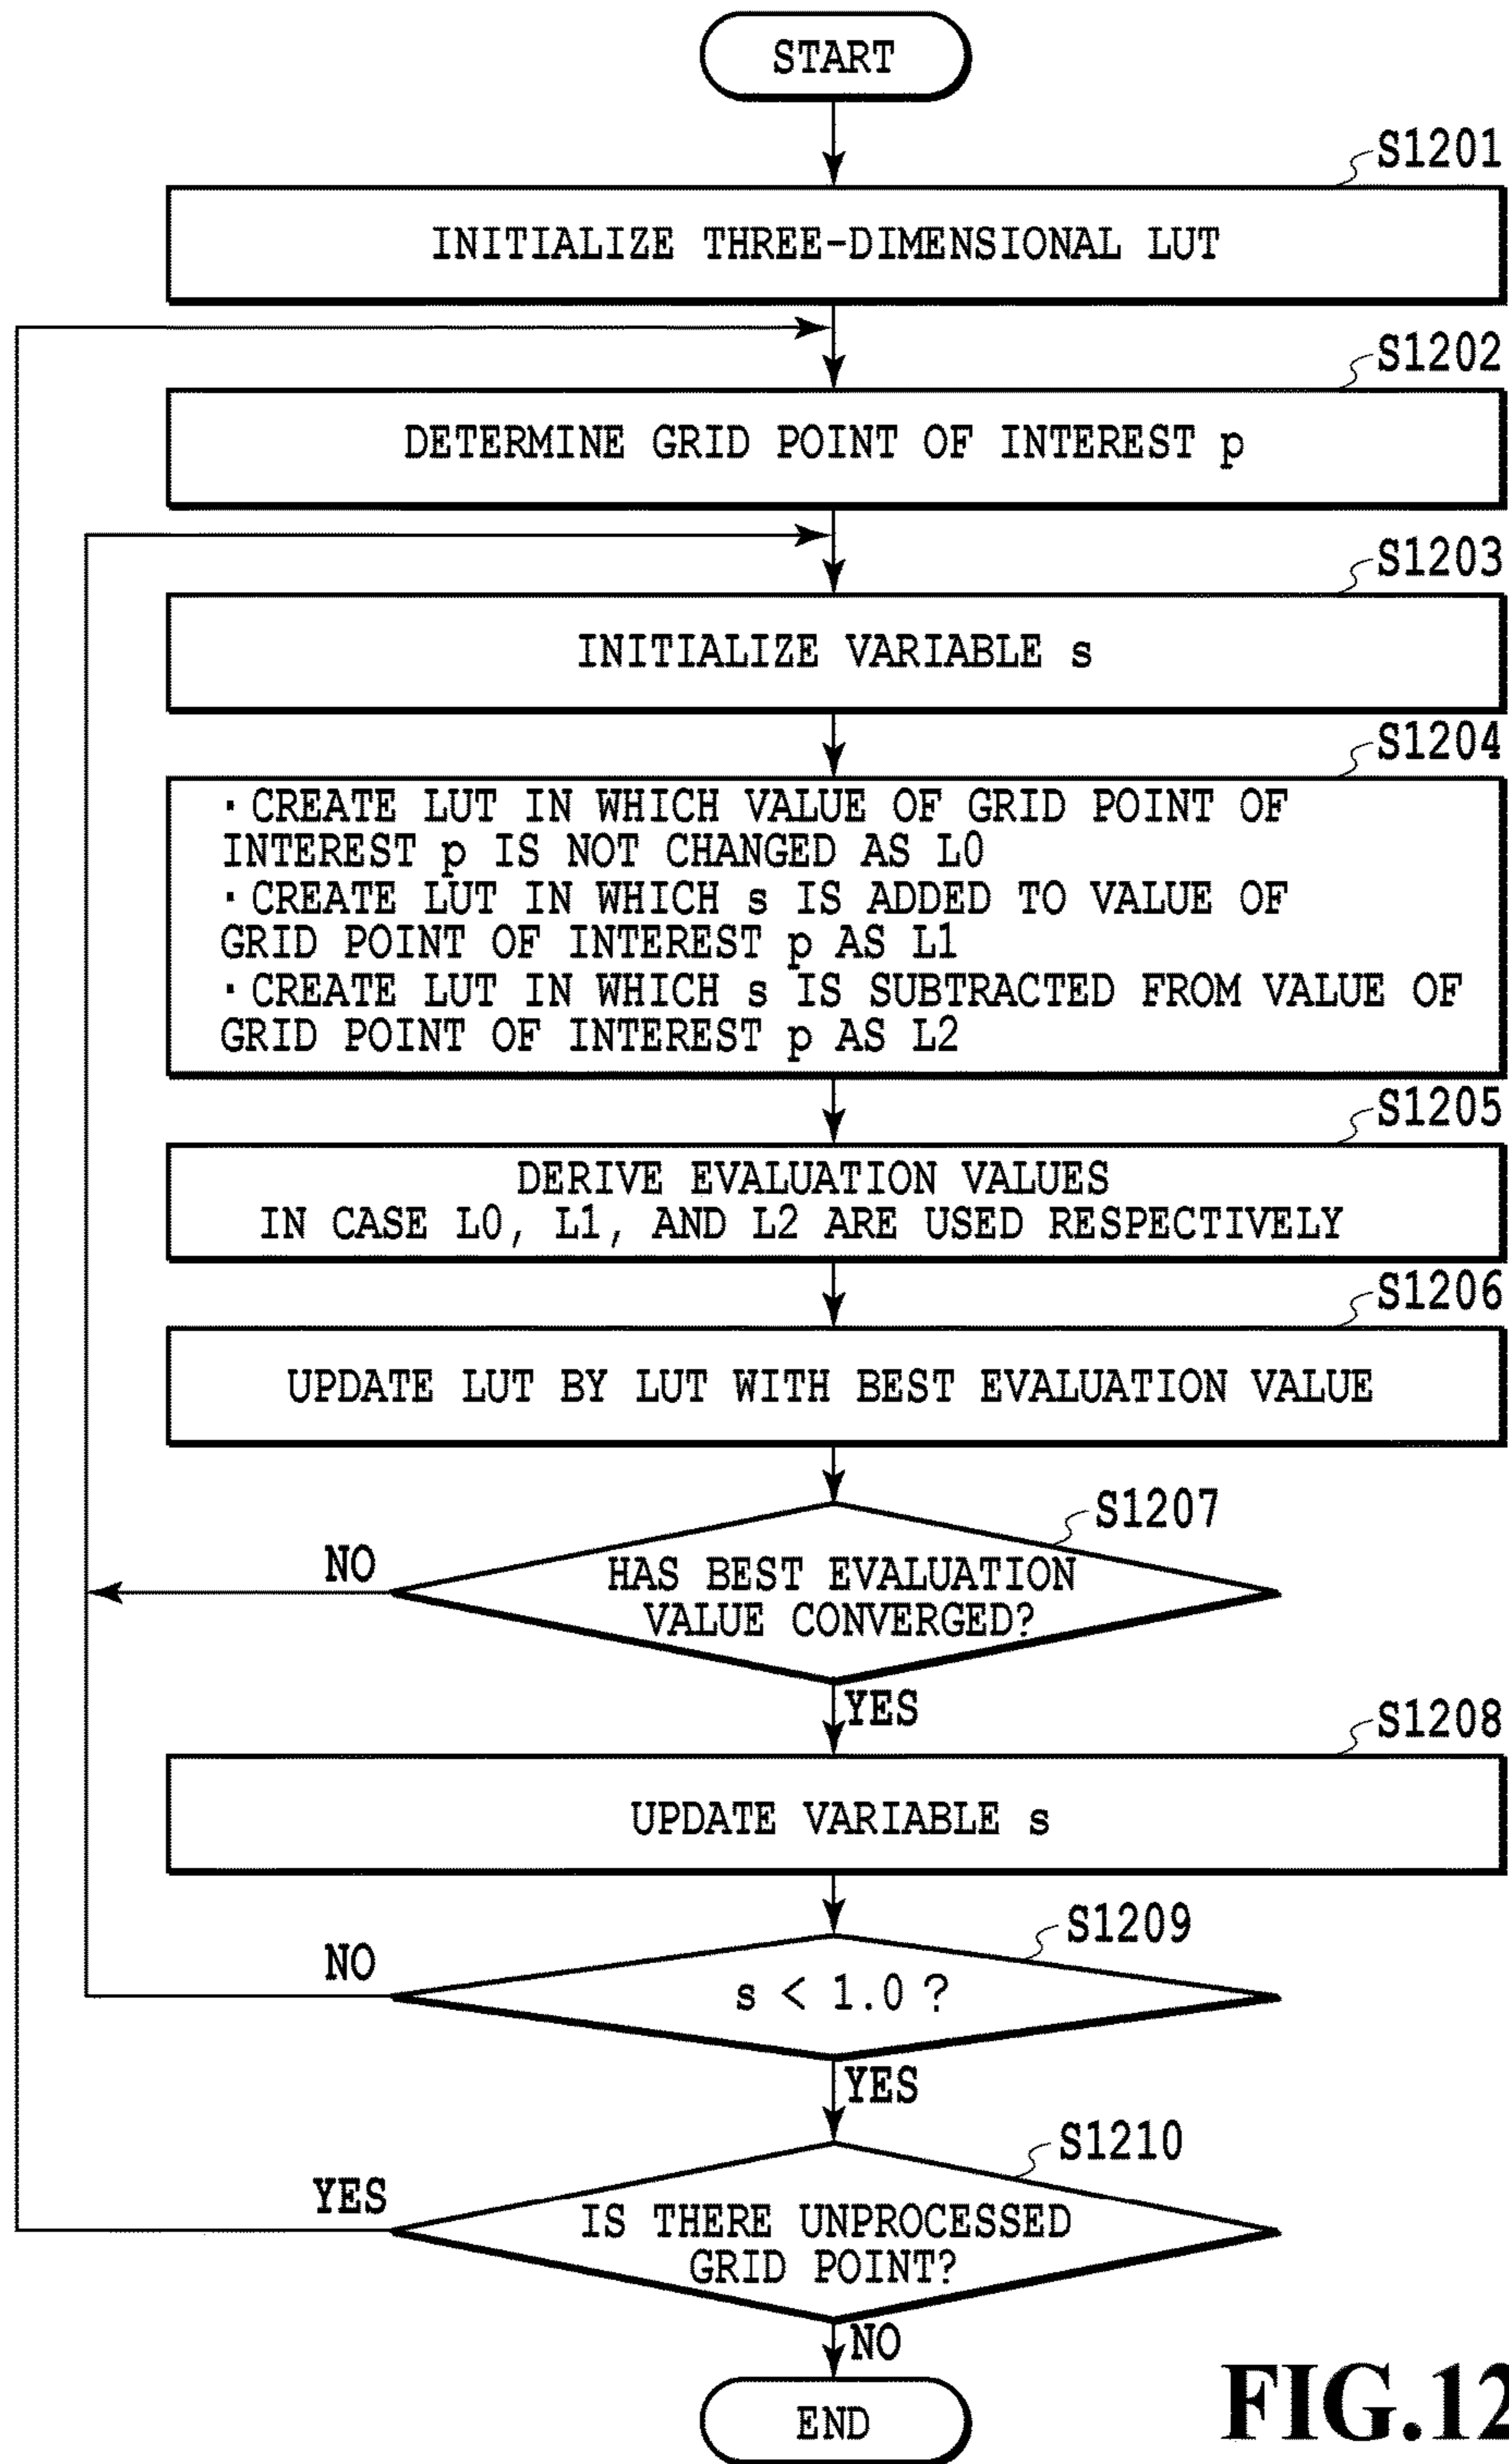 START
S1201
INITIALIZE THREE-DIMENSIONAL LUT
S1202
DETERMINE GRID POINT OF INTEREST p
S1203
INITIALIZE VARIABLE s
S1204
· CREATE LUT IN WHICH VALUE OF GRID POINT OF
INTEREST p IS NOT CHANGED AS L0
· CREATE LUT IN WHICH s IS ADDED TO VALUE OF
GRID POINT OF INTEREST p AS L1
· CREATE LUT IN WHICH s IS SUBTRACTED FROM VALUE OF
GRID POINT OF INTEREST p AS L2
S1205
DERIVE EVALUATION VALUES
IN CASE L0, L1, AND L2 ARE USED RESPECTIVELY
S1206
UPDATE LUT BY LUT WITH BEST EVALUATION VALUE
S1207
NO
HAS BEST EVALUATION
VALUE CONVERGED?
YES
S1208
UPDATE VARIABLE s
S1209
NO
s < 1.0 ?
YES
S1210
YES
IS THERE UNPROCESSED
GRID POINT?
NO
END
FIG.12